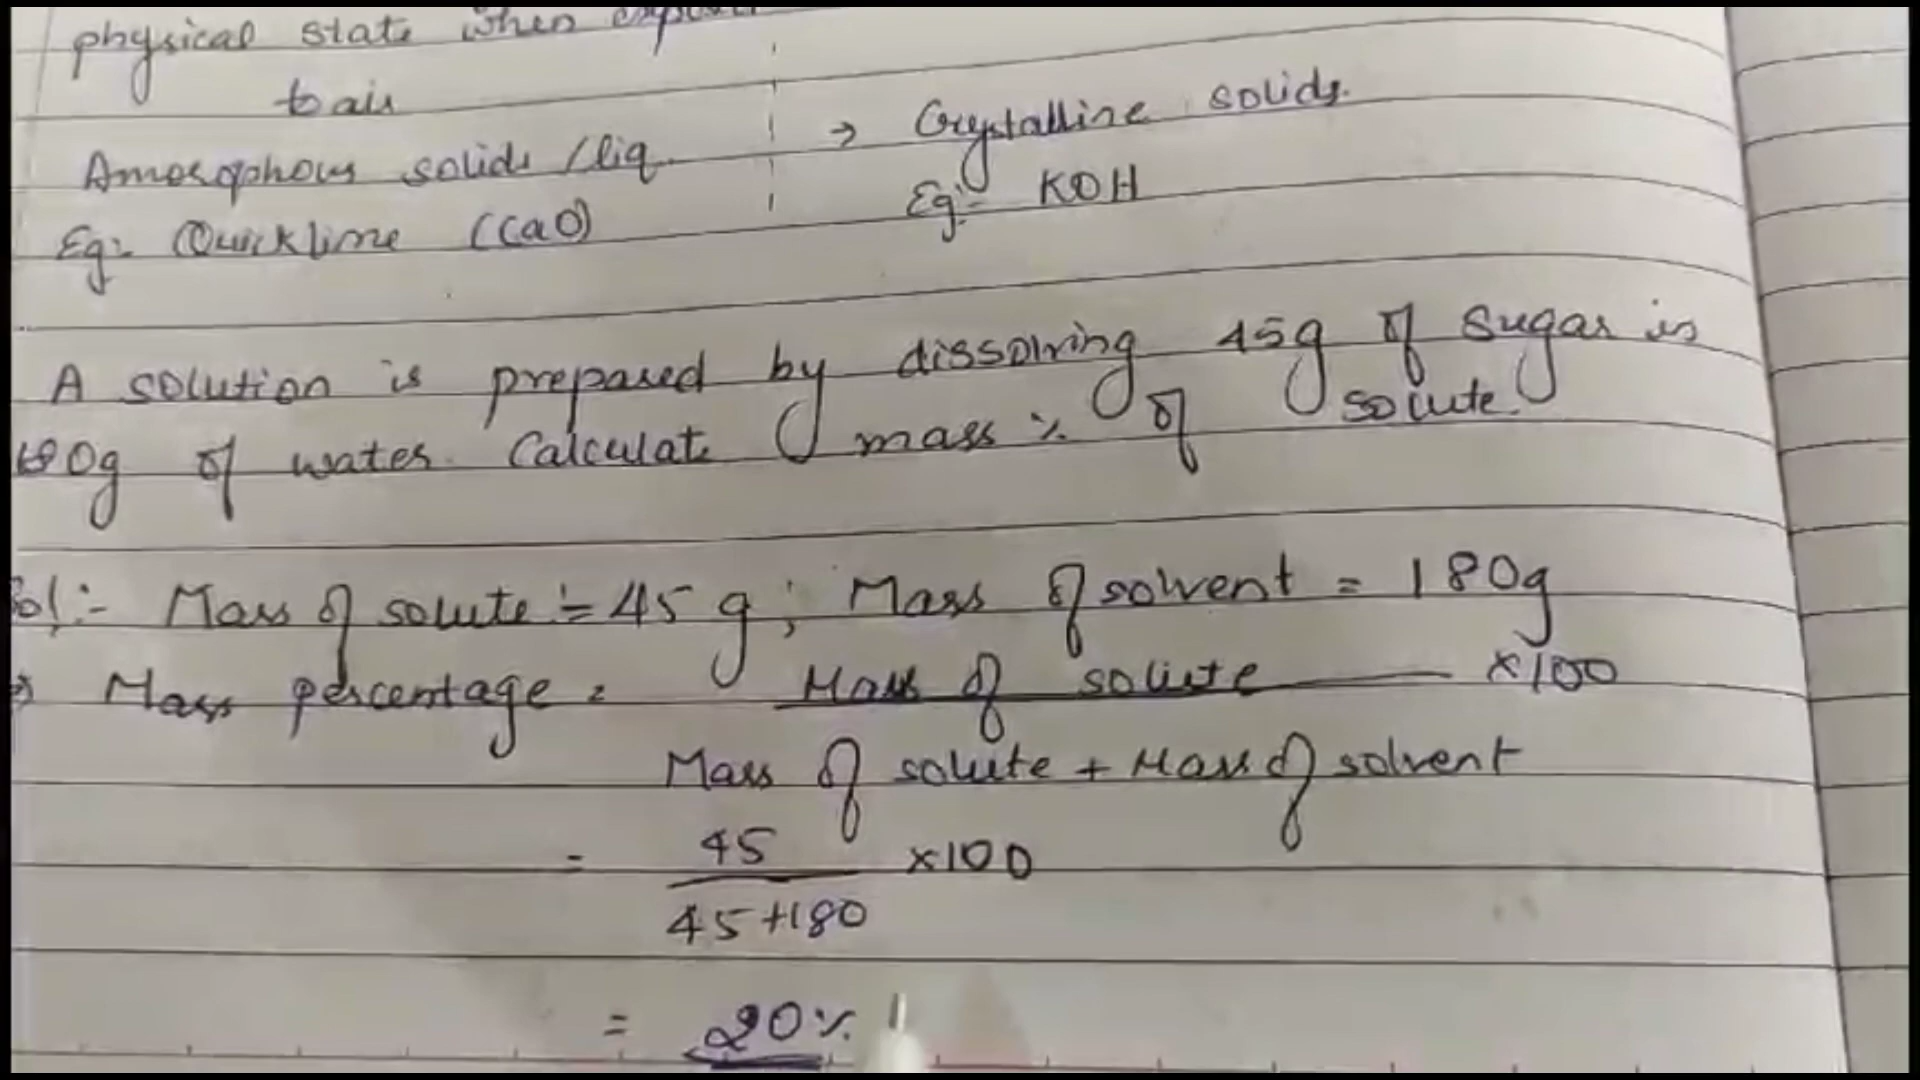 physical state when
to air
Amorphous solids / liq.
Eg:- Quicklime (CaO)
→ Crystalline solids.
Eg:- KOH
A solution is prepared by dissolving 45g of sugar in
180g of water. Calculate mass % of solute.
Sol:- Mass of solute = 45 g ; Mass of solvent = 180g
Mass percentage = Mass of solute ×100
Mass of solute + Mass of solvent
= 45 ×100
45+180
= 20%